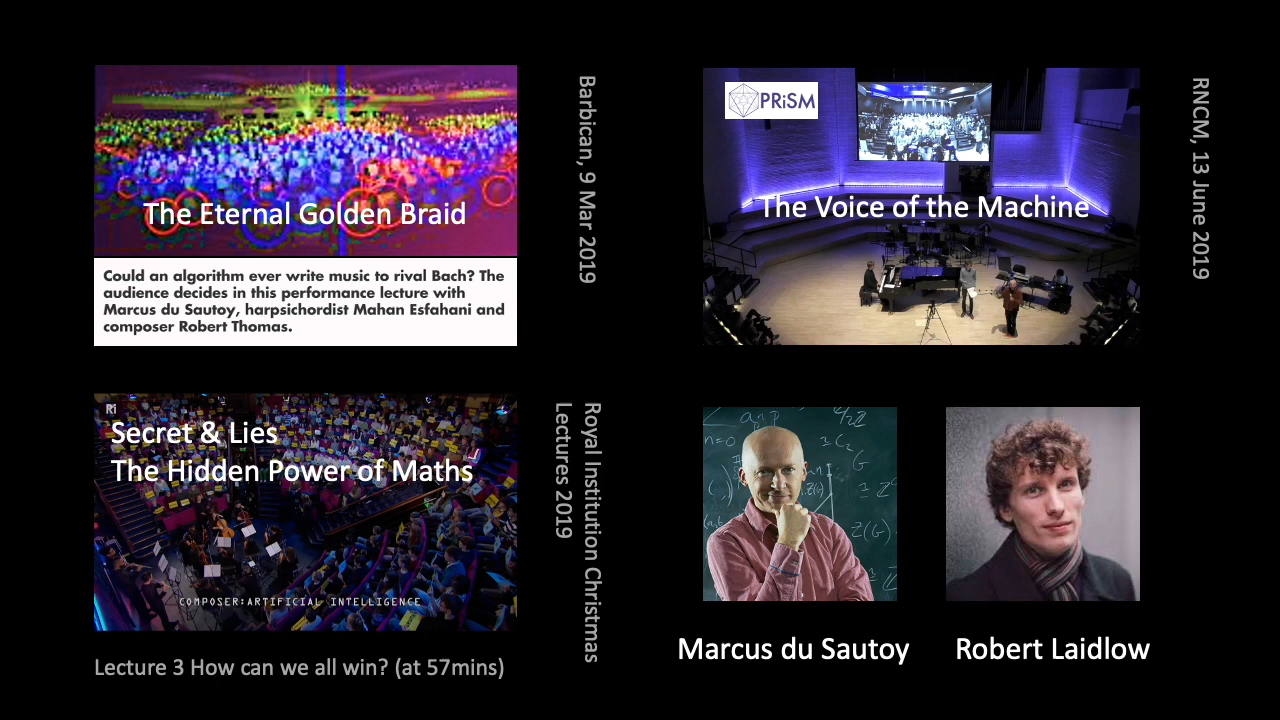 The Eternal Golden Braid
Could an algorithm ever write music to rival Bach? The
audience decides in this performance lecture with
Marcus du Sautoy, harpsichordist Mahan Esfahani and
composer Robert Thomas.
Barbican, 9 Mar 2019
PRiSM
The Voice of the Machine
RNCM, 13 June 2019
Ri
Secret & Lies
The Hidden Power of Maths
COMPOSER:ARTIFICIAL INTELLIGENCE
Lecture 3 How can we all win? (at 57mins)
Royal Institution Christmas
Lectures 2019
Marcus du Sautoy
Robert Laidlow